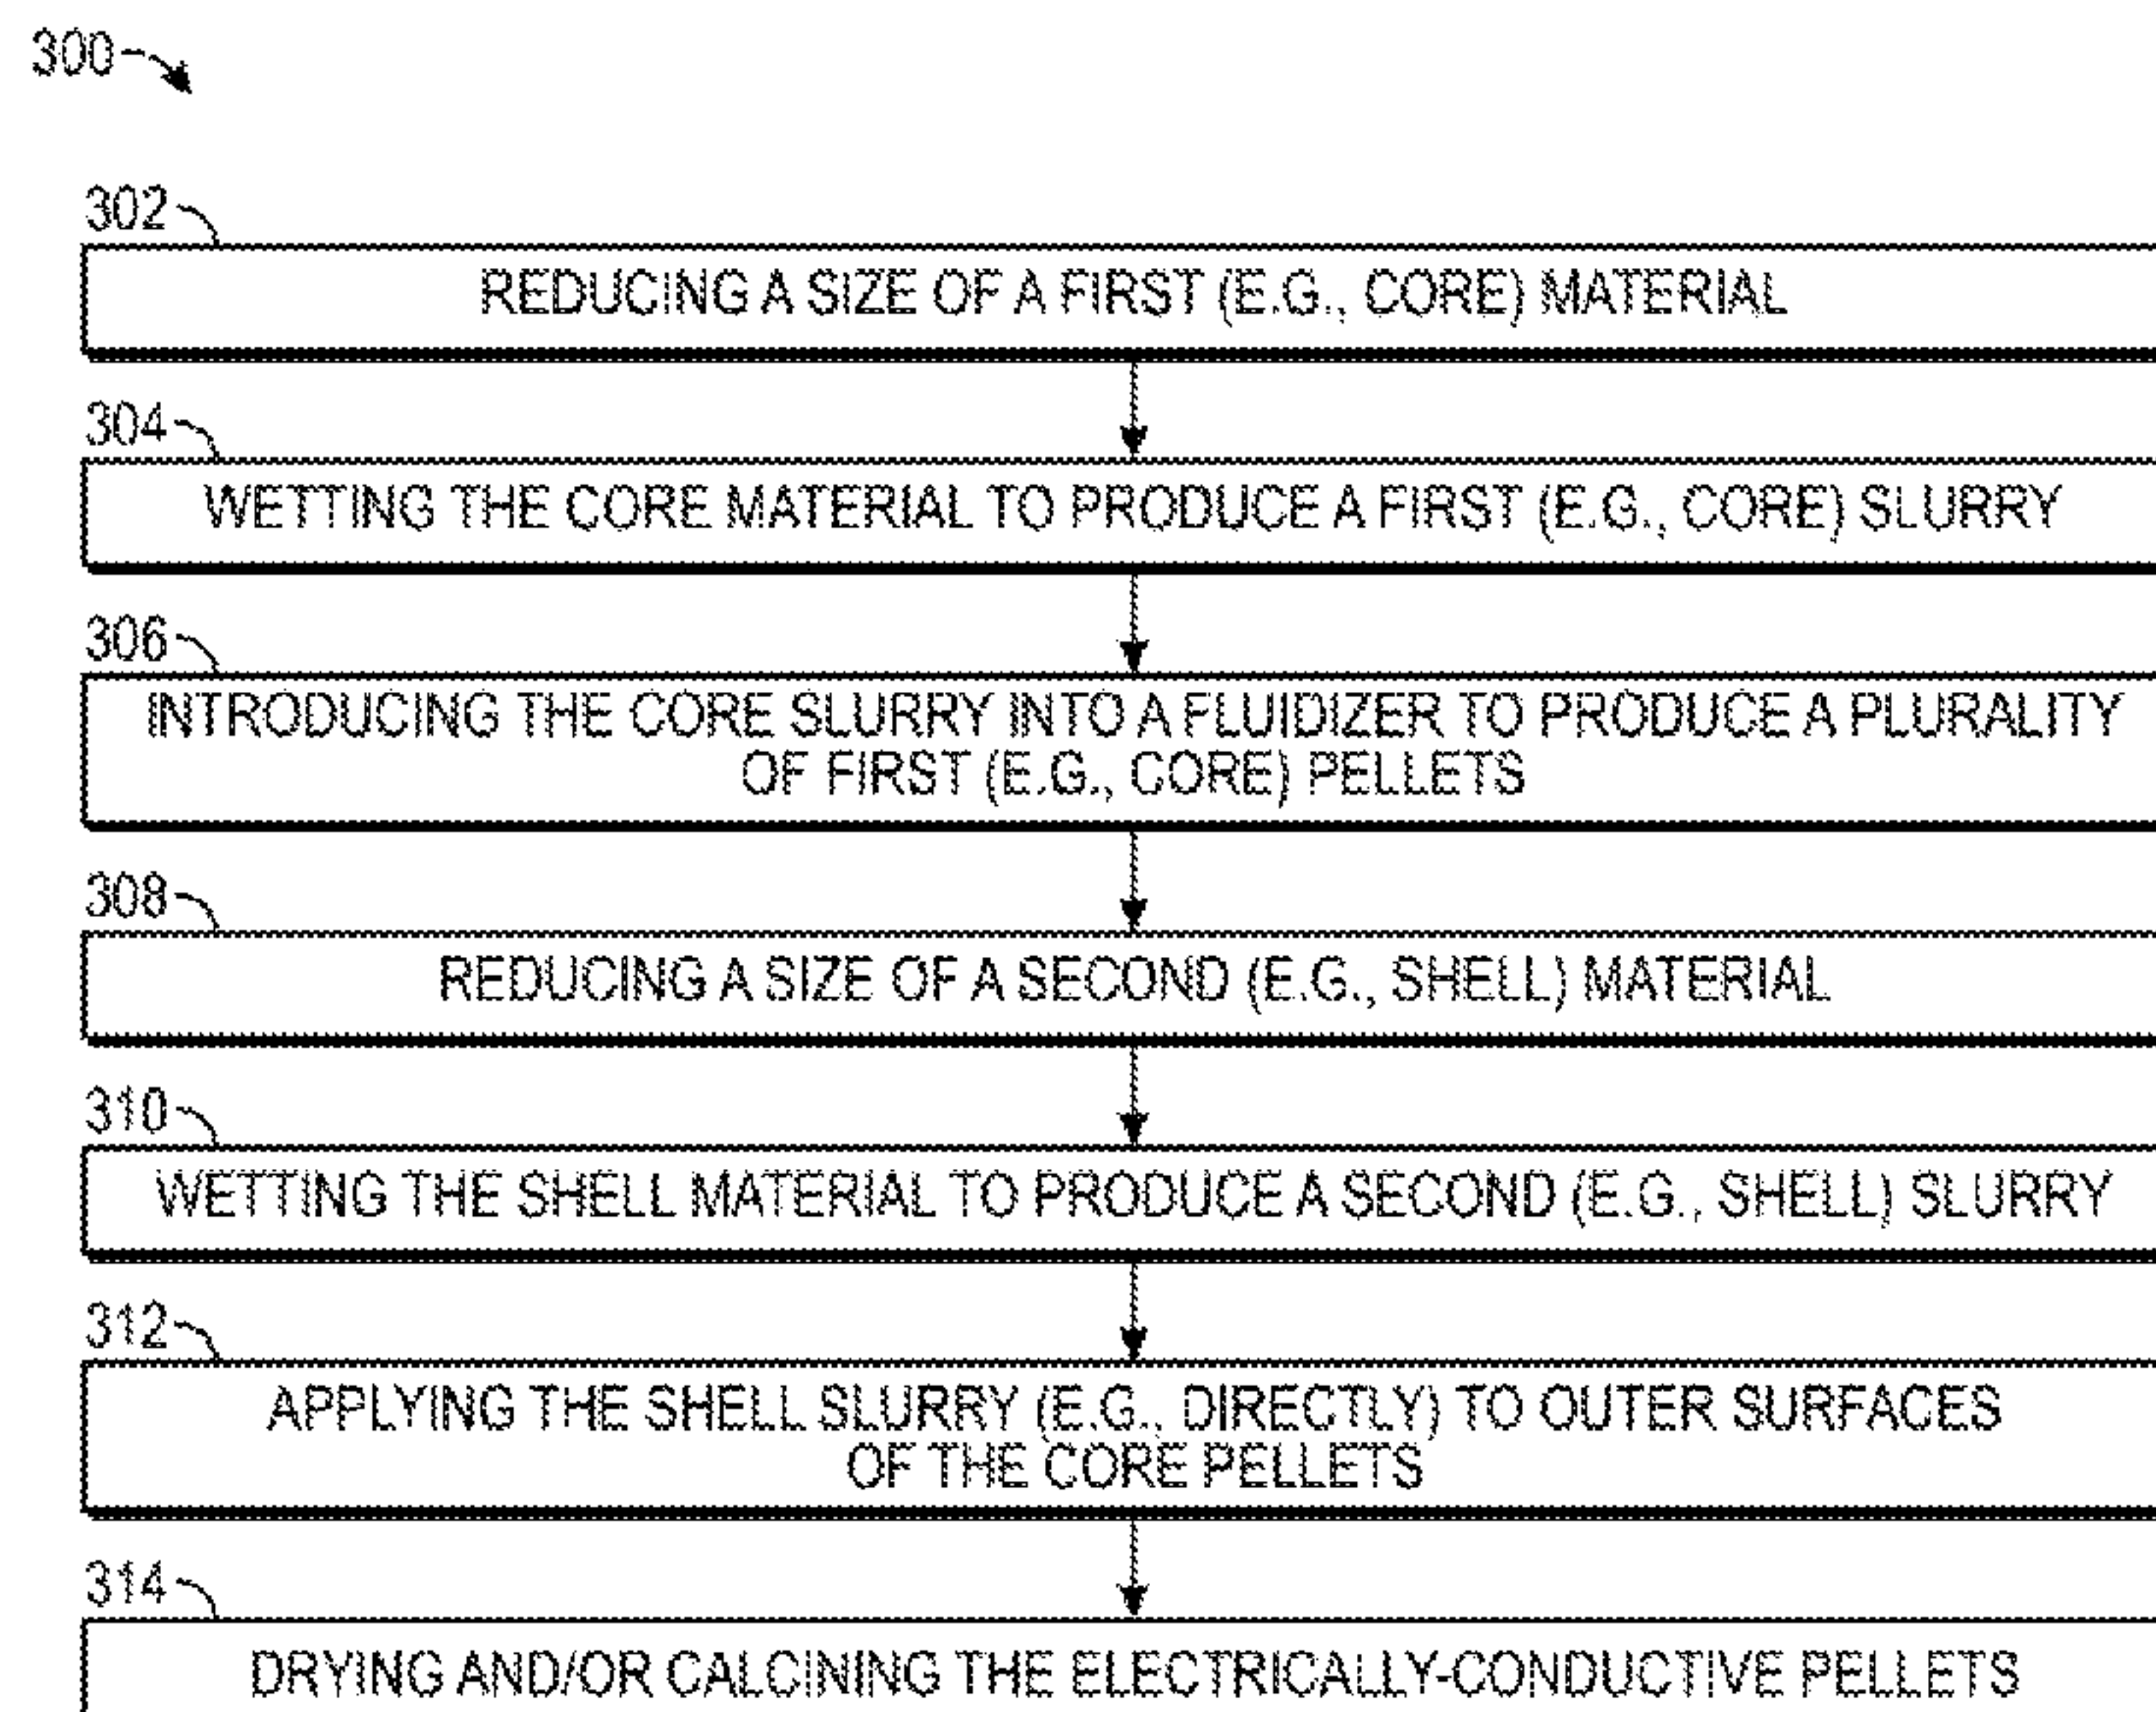 300
302
REDUCING A SIZE OF A FIRST (E.G., CORE) MATERIAL
304
WETTING THE CORE MATERIAL TO PRODUCE A FIRST (E.G., CORE) SLURRY
306
INTRODUCING THE CORE SLURRY INTO A FLUIDIZER TO PRODUCE A PLURALITY
OF FIRST (E.G., CORE) PELLETS
308
REDUCING A SIZE OF A SECOND (E.G., SHELL) MATERIAL
310
WETTING THE SHELL MATERIAL TO PRODUCE A SECOND (E.G., SHELL) SLURRY
312
APPLYING THE SHELL SLURRY (E.G., DIRECTLY) TO OUTER SURFACES
OF THE CORE PELLETS
314
DRYING AND/OR CALCINING THE ELECTRICALLY-CONDUCTIVE PELLETS